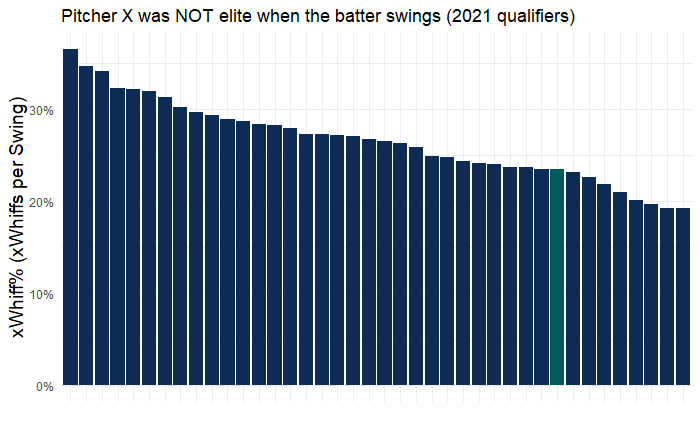 Pitcher X was NOT elite when the batter swings (2021 qualifiers)
xWhiff% (xWhiffs per Swing)
30%
20%
10%
0%